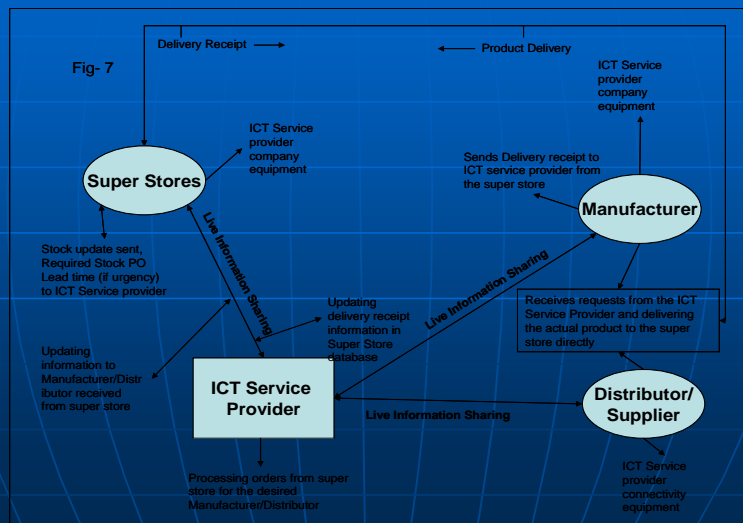 Delivery Receipt
Product Delivery
Fig- 7
ICT Service
provider
company
equipment
ICT Service
provider
company
equipment
Super Stores
Sends Delivery receipt to
ICT service provider from
the super store
Manufacturer
Stock update sent,
Required Stock PO
Lead time (if urgency)
to ICT Service provider
Live Information Sharing
Live Information Sharing
Receives requests from the ICT
Service Provider and delivering
the actual product to the super
store directly
Updating
delivery receipt
information in
Super Store
database
Updating
information to
Manufacturer/Distr
ibutor received
from super store
ICT Service
Provider
Live Information Sharing
Distributor/
Supplier
Processing orders from super
store for the desired
Manufacturer/Distributor
ICT Service
provider
connectivity
equipment